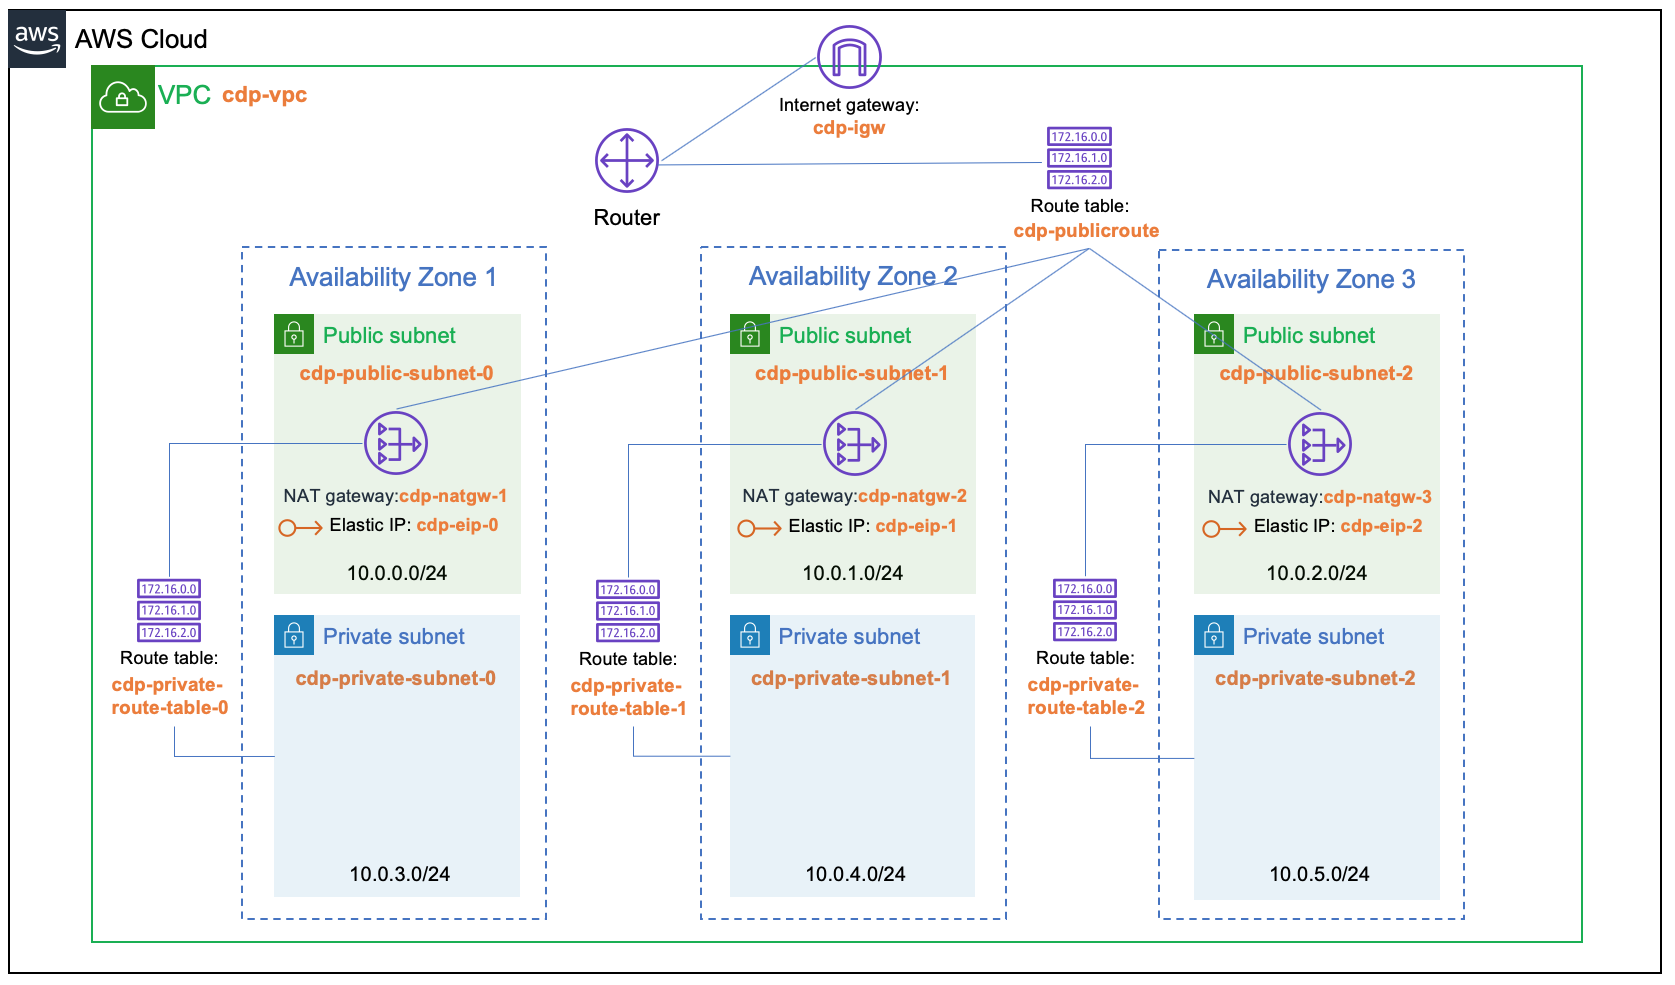 aws
AWS Cloud
VPC cdp-vpc
Internet gateway:
cdp-igw
Router
172.16.0.0
172.16.1.0
172.16.2.0
Route table:
cdp-publicroute
Availability Zone 1
Public subnet
cdp-public-subnet-0
NAT gateway:cdp-natgw-1
Elastic IP: cdp-eip-0
10.0.0.0/24
172.16.0.0
172.16.1.0
172.16.2.0
Route table:
cdp-private-
route-table-0
Private subnet
cdp-private-subnet-0
10.0.3.0/24
Availability Zone 2
Public subnet
cdp-public-subnet-1
NAT gateway:cdp-natgw-2
Elastic IP: cdp-eip-1
10.0.1.0/24
172.16.0.0
172.16.1.0
172.16.2.0
Route table:
cdp-private-
route-table-1
Private subnet
cdp-private-subnet-1
10.0.4.0/24
Availability Zone 3
Public subnet
cdp-public-subnet-2
NAT gateway:cdp-natgw-3
Elastic IP: cdp-eip-2
10.0.2.0/24
172.16.0.0
172.16.1.0
172.16.2.0
Route table:
cdp-private-
route-table-2
Private subnet
cdp-private-subnet-2
10.0.5.0/24